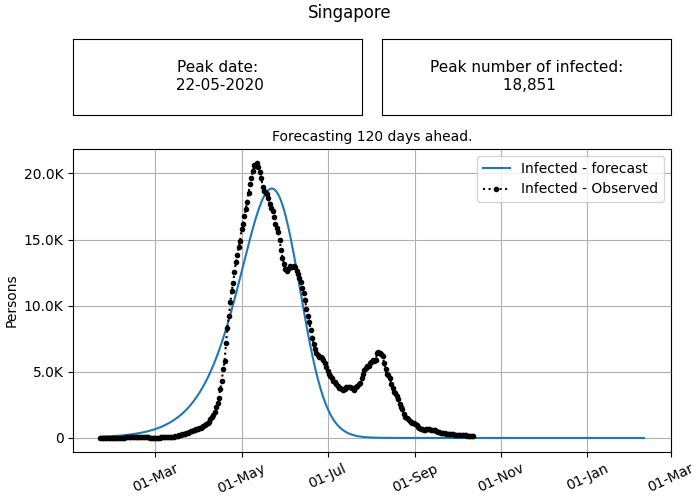 Singapore
Peak date:
22-05-2020
Peak number of infected:
18,851
Forecasting 120 days ahead.
Infected - forecast
Infected - Observed
20.0K
15.0K
10.0K
5.0K
0
Persons
01-Mar
01-May
01-Jul
01-Sep
01-Nov
01-Jan
01-Mar